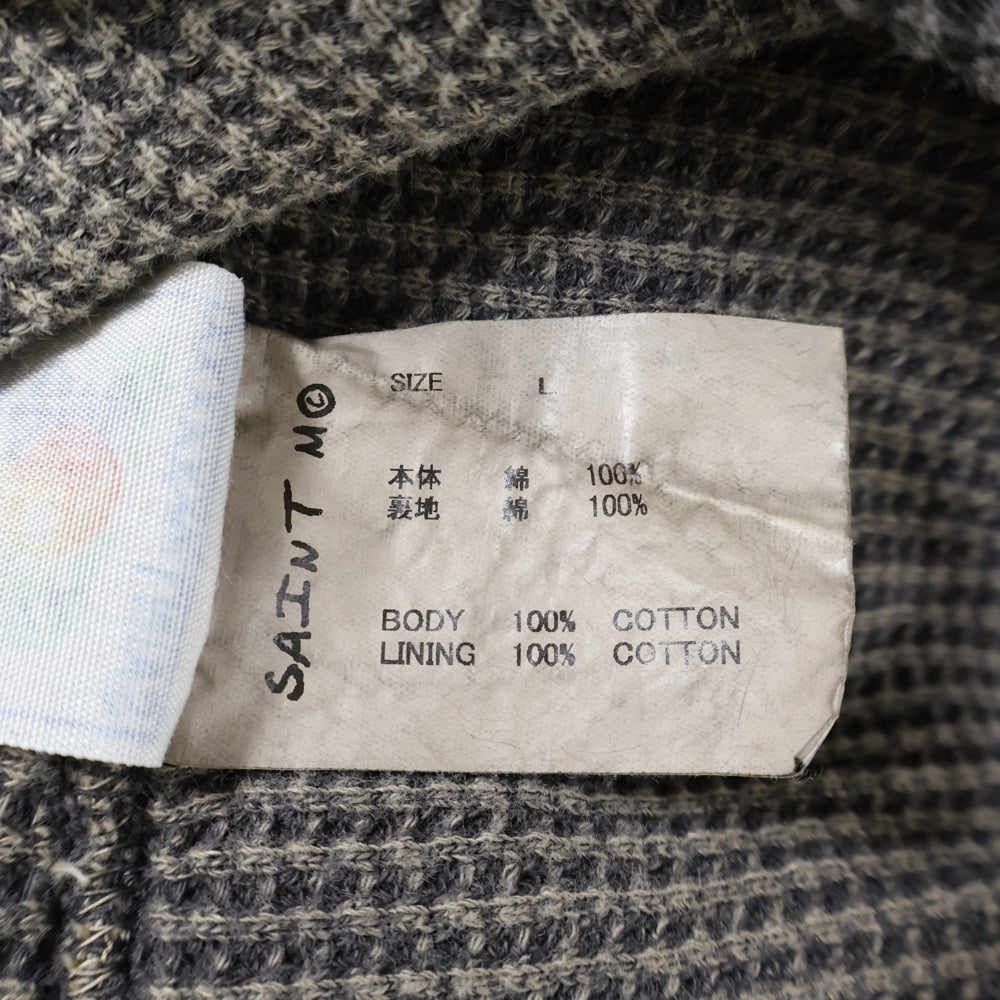 SAINT M©
SIZE L
本体 綿 100%
裏地 綿 100%
BODY 100% COTTON
LINING 100% COTTON